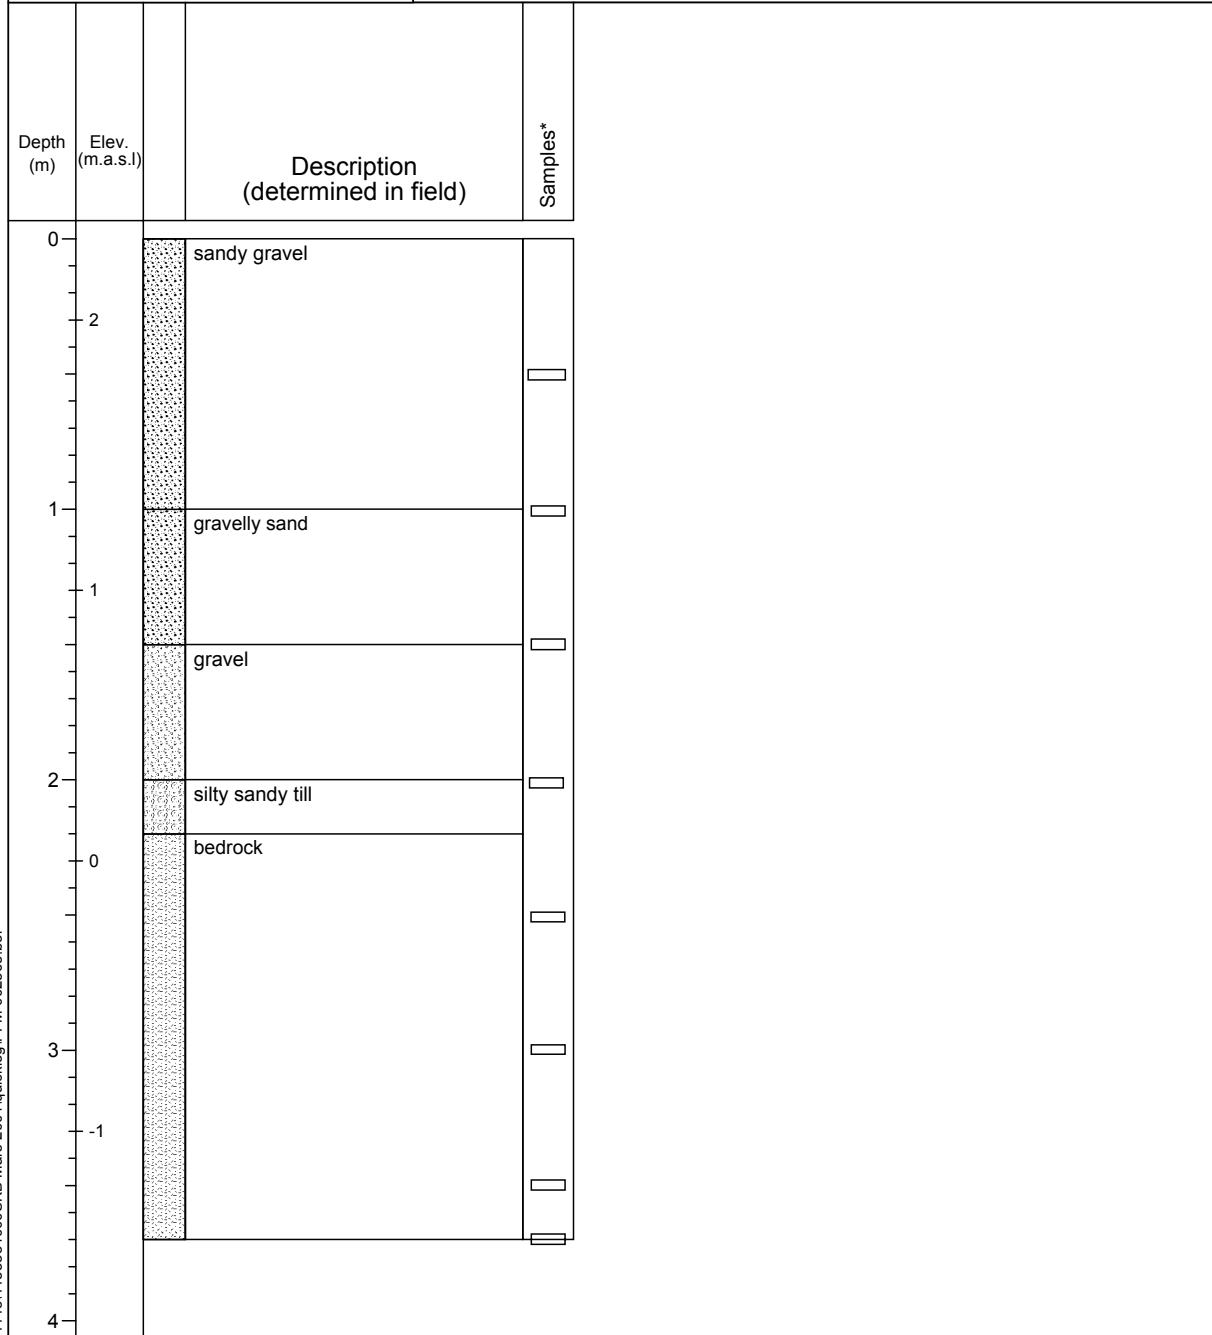 Depth
(m)
Elev.
(m.a.s.l)
Description
(determined in field)
Samples*
0
sandy gravel
2
1
gravelly sand
1
gravel
2
silty sandy till
bedrock
0
3
-1
4